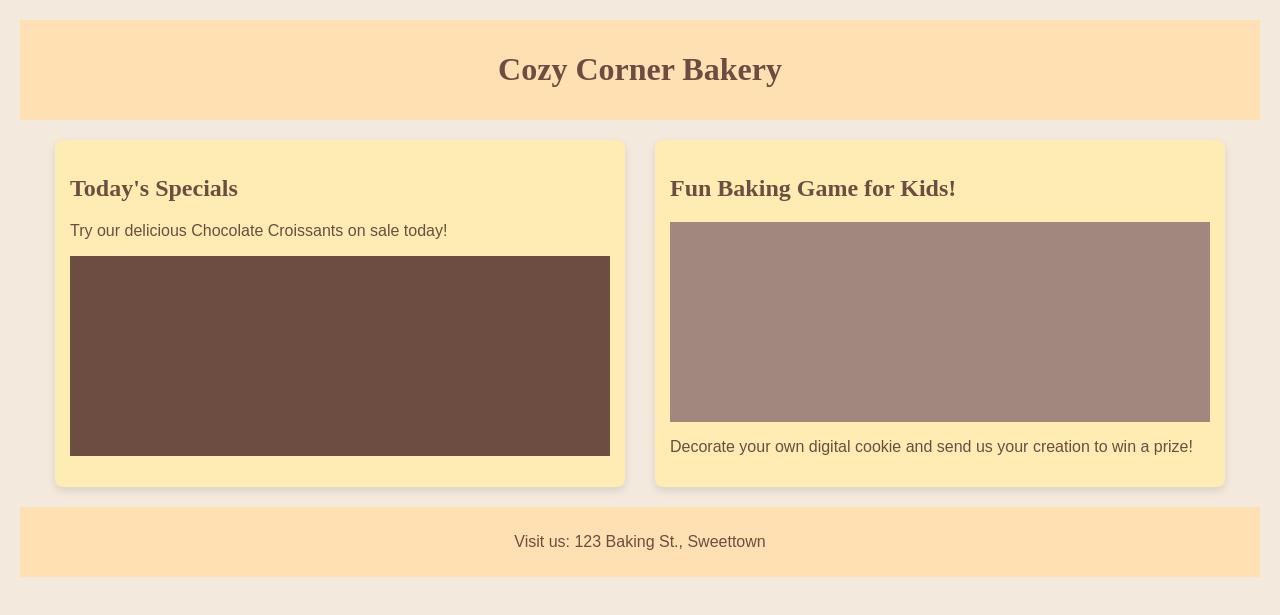 Cozy Corner Bakery
Today's Specials
Try our delicious Chocolate Croissants on sale today!
Fun Baking Game for Kids!
Decorate your own digital cookie and send us your creation to win a prize!
Visit us: 123 Baking St., Sweettown